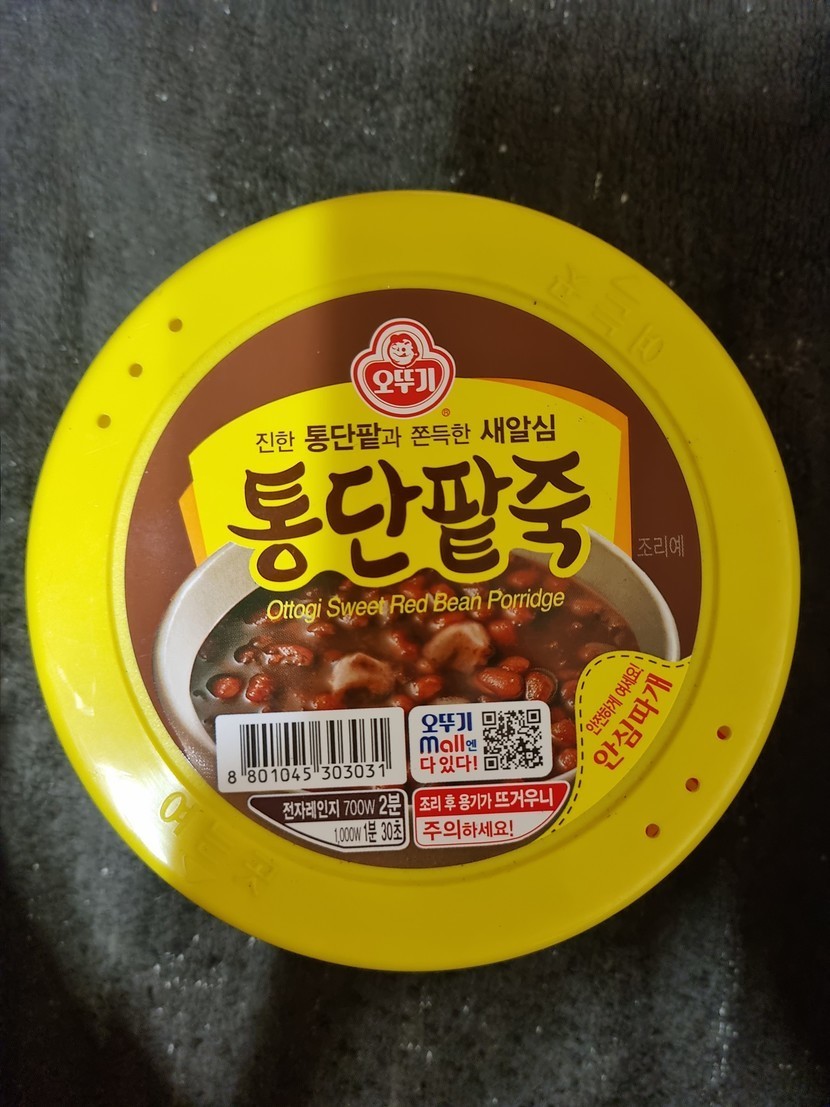 오뚜기
®
진한 통단팥과 쫀득한 새알심
통단팥죽
조리예
Ottogi Sweet Red Bean Porridge
안전하게 여세요!
안심따개
오뚜기
mall엔
다 있다!
8 801045 303031
전자레인지 700W 2분
1,000W 1분 30초
조리 후 용기가 뜨거우니
주의하세요!
여는곳